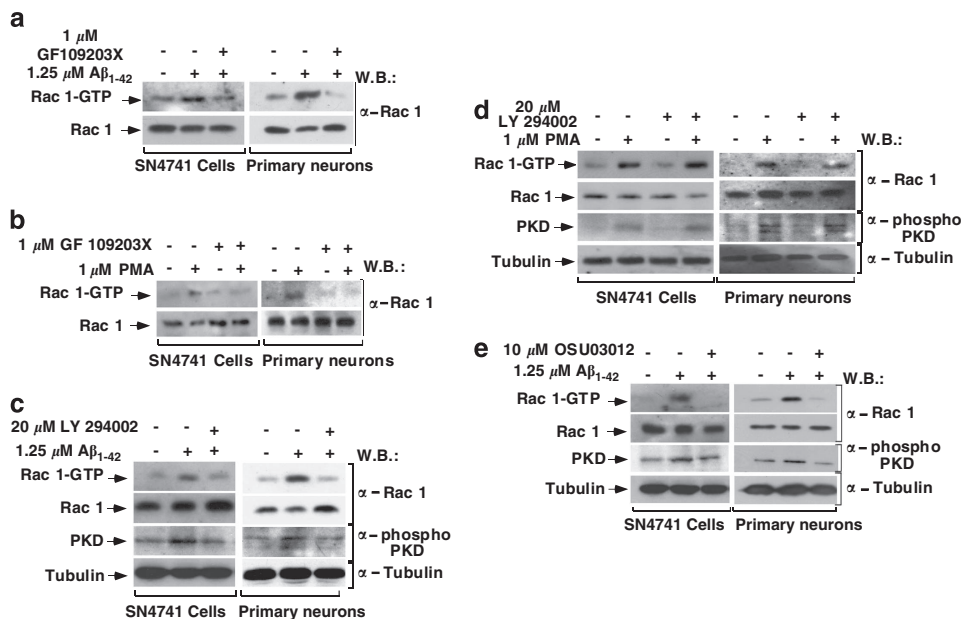 a
1 μM
GF109203X - - + - - +
1.25 μM Aβ1-42 - + + - + + W.B.:
Rac 1-GTP
Rac 1
α–Rac 1
SN4741 Cells Primary neurons
b
1 μM GF 109203X - - + + - - + +
1 μM PMA - + - + - + - + W.B.:
Rac 1-GTP
α–Rac 1
Rac 1
SN4741 Cells Primary neurons
c
20 μM LY 294002 - - + - - +
1.25 μM Aβ1-42 - + + - + + W.B.:
Rac 1-GTP
α – Rac 1
Rac 1
PKD α – phospho
PKD
Tubulin α – Tubulin
SN4741 Cells Primary neurons
d
20 μM
LY 294002 - - + + - - + +
1 μM PMA - + - + - + - + W.B.:
Rac 1-GTP
α – Rac 1
Rac 1
PKD α – phospho
PKD
Tubulin α – Tubulin
SN4741 Cells Primary neurons
e
10 μM OSU03012 - - + - - +
1.25 μM Aβ1-42 - + + - + + W.B.:
Rac 1-GTP
α – Rac 1
Rac 1
α – phospho
PKD PKD
Tubulin α – Tubulin
SN4741 Cells Primary neurons